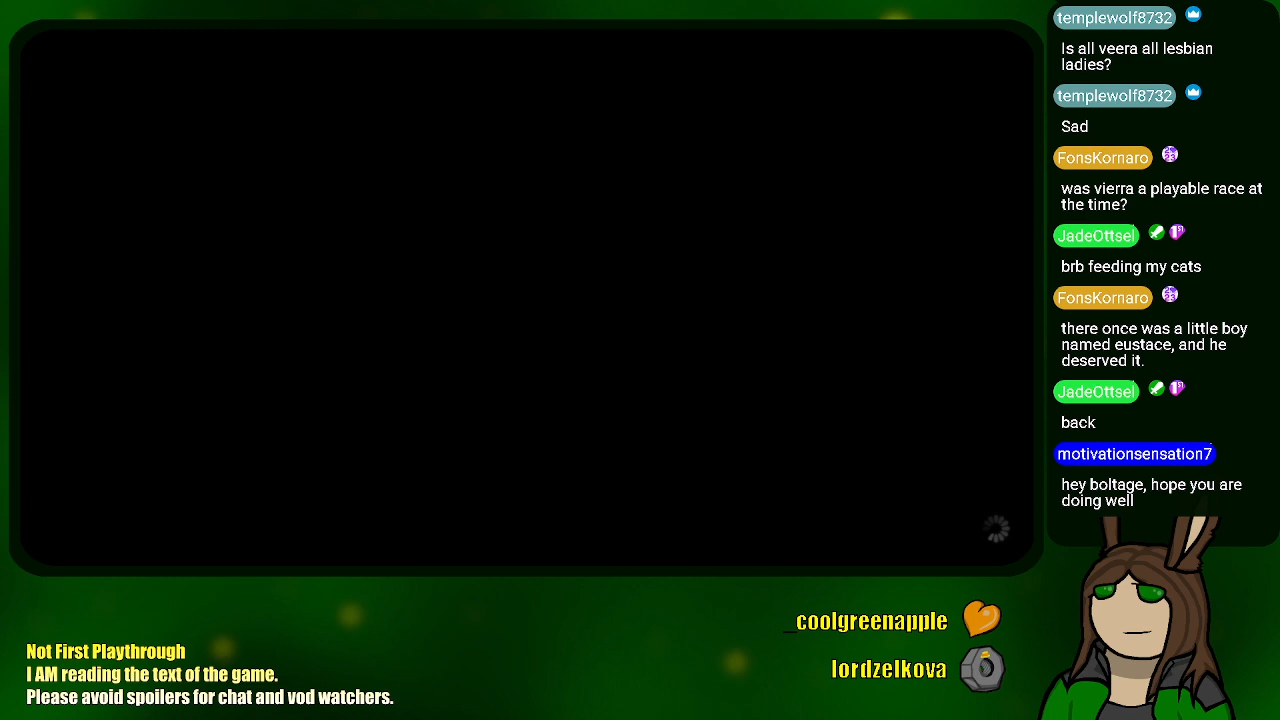 templewolf8732
Is all veera all lesbian
ladies?
templewolf8732
Sad
FonsKornaro
was vierra a playable race at
the time?
JadeOttsel
brb feeding my cats
FonsKornaro
there once was a little boy
named eustace, and he
deserved it.
JadeOttsel
back
motivationsensation7
hey boltage, hope you are
doing well
_coolgreenapple
lordzelkova
Not First Playthrough
I AM reading the text of the game.
Please avoid spoilers for chat and vod watchers.